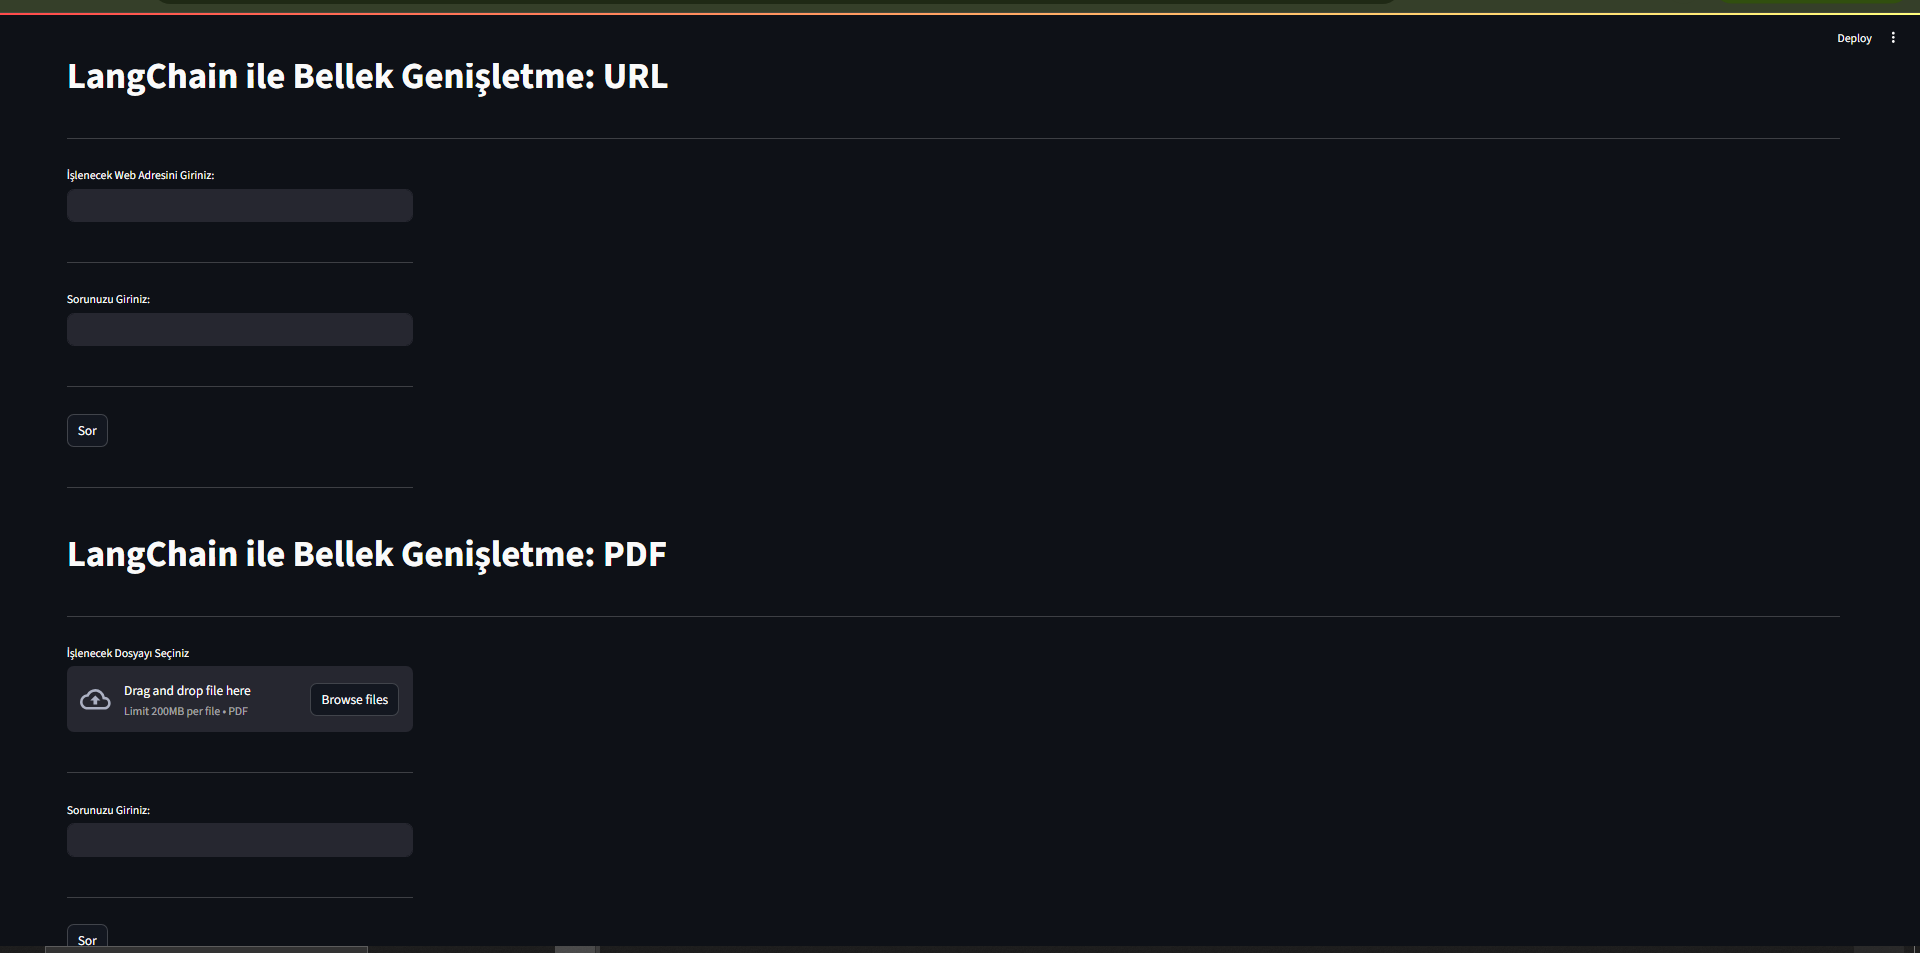 Deploy
LangChain ile Bellek Genişletme: URL
İşlenecek Web Adresini Giriniz:
Sorunuzu Giriniz:
Sor
LangChain ile Bellek Genişletme: PDF
İşlenecek Dosyayı Seçiniz
Drag and drop file here
Limit 200MB per file • PDF
Browse files
Sorunuzu Giriniz:
Sor